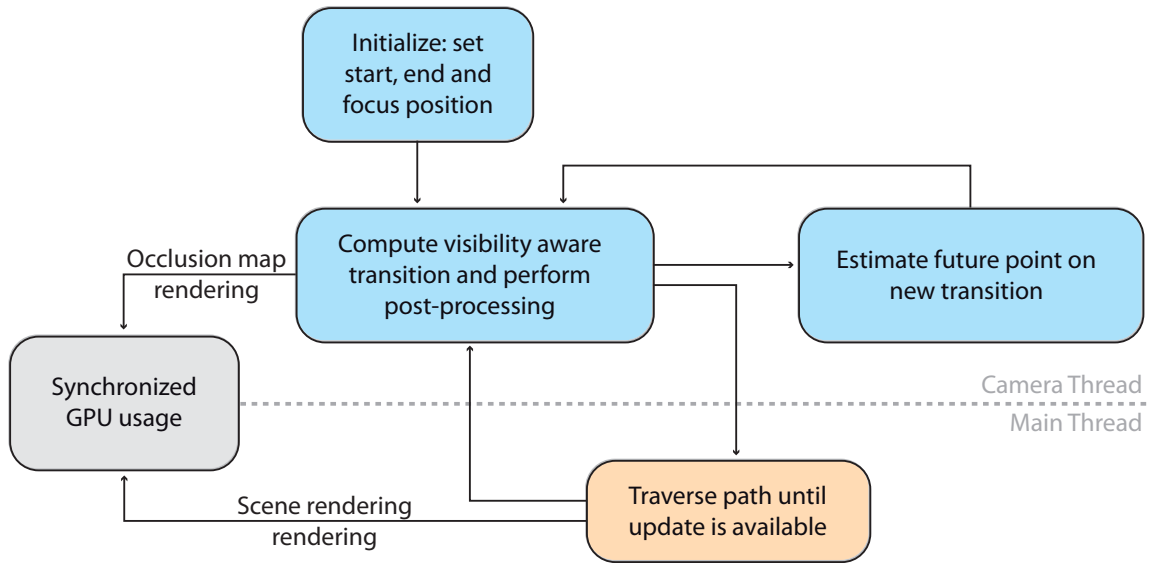 Initialize: set
start, end and
focus position
Compute visibility aware
transition and perform
post-processing
Estimate future point on
new transition
Occlusion map
rendering
Synchronized
GPU usage
Camera Thread
Main Thread
Traverse path until
update is available
Scene rendering
rendering